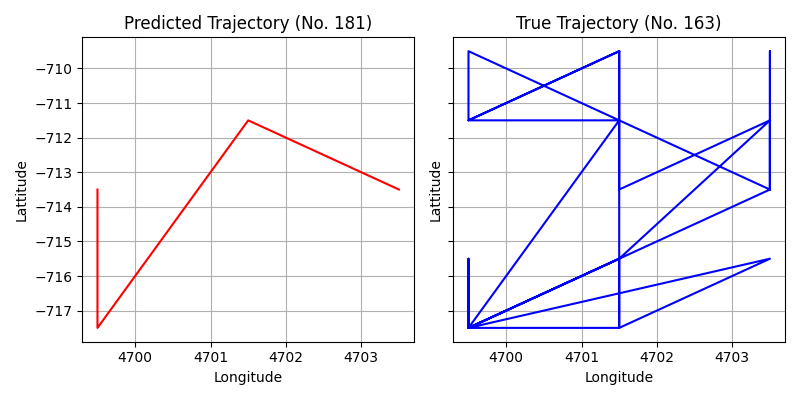 Predicted Trajectory (No. 181)
−710
−711
−712
−713
−714
−715
−716
−717
Lattitude
4700 4701 4702 4703
Longitude
True Trajectory (No. 163)
Lattitude
4700 4701 4702 4703
Longitude